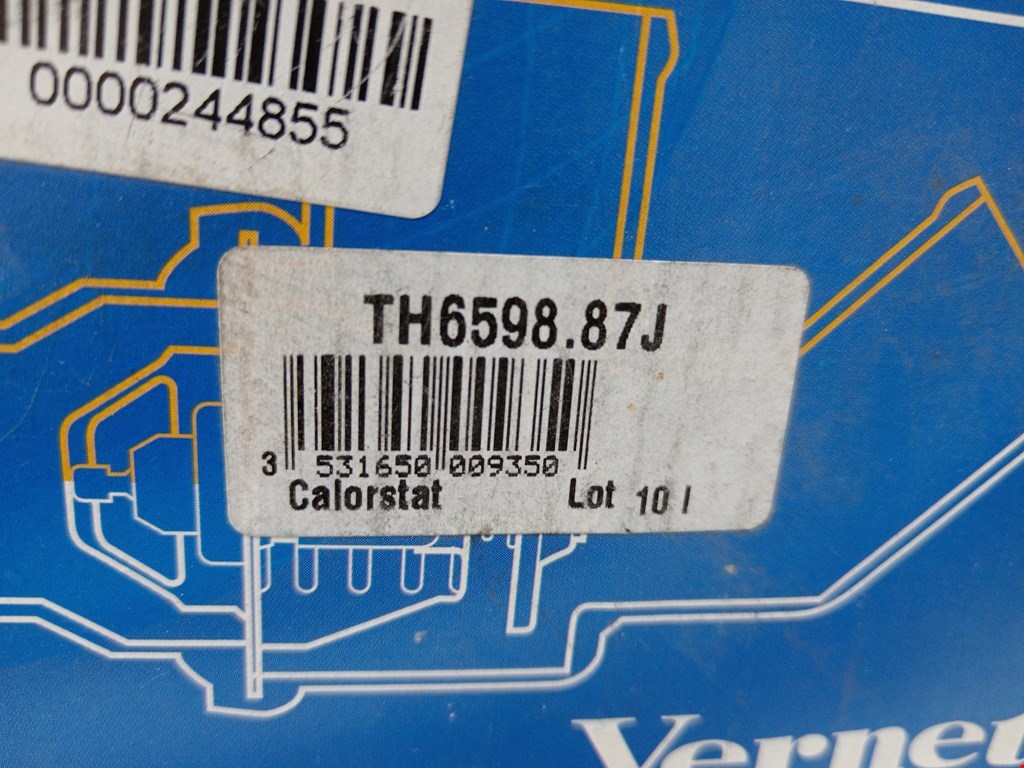 0000244855
TH6598.87J
3 531650 009350
Calorstat Lot 10 I
Vernet